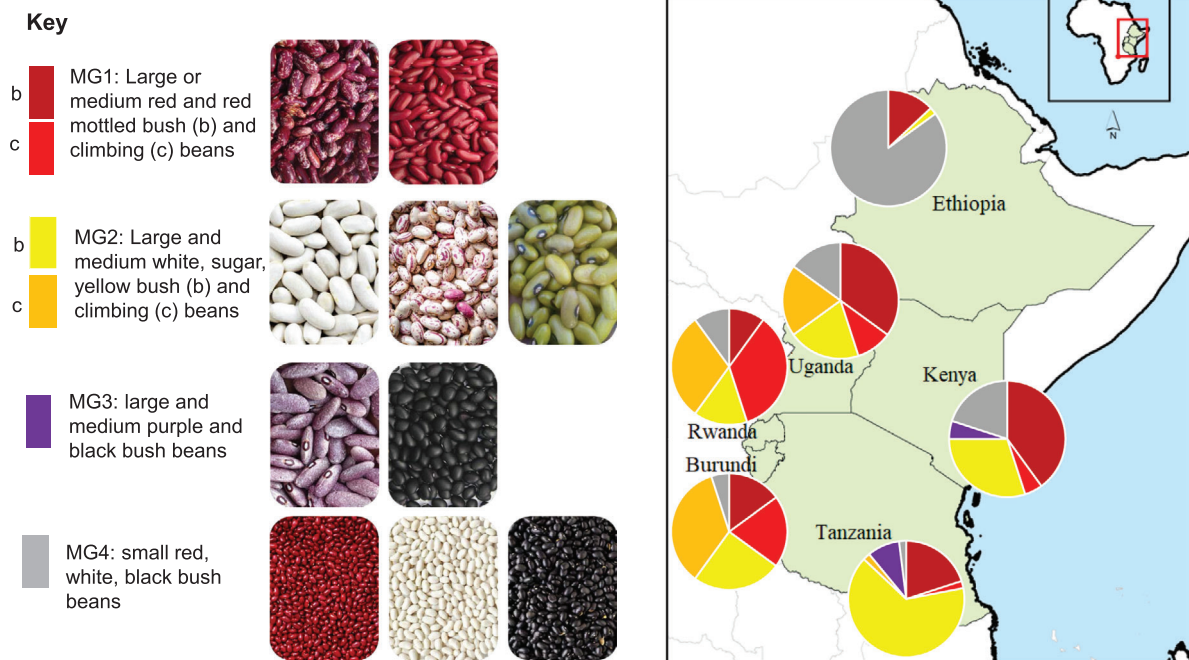 Key
b
c
MG1: Large or
medium red and red
mottled bush (b) and
climbing (c) beans
b
c
MG2: Large and
medium white, sugar,
yellow bush (b) and
climbing (c) beans
MG3: large and
medium purple and
black bush beans
MG4: small red,
white, black bush
beans
N
Ethiopia
Uganda
Kenya
Rwanda
Burundi
Tanzania